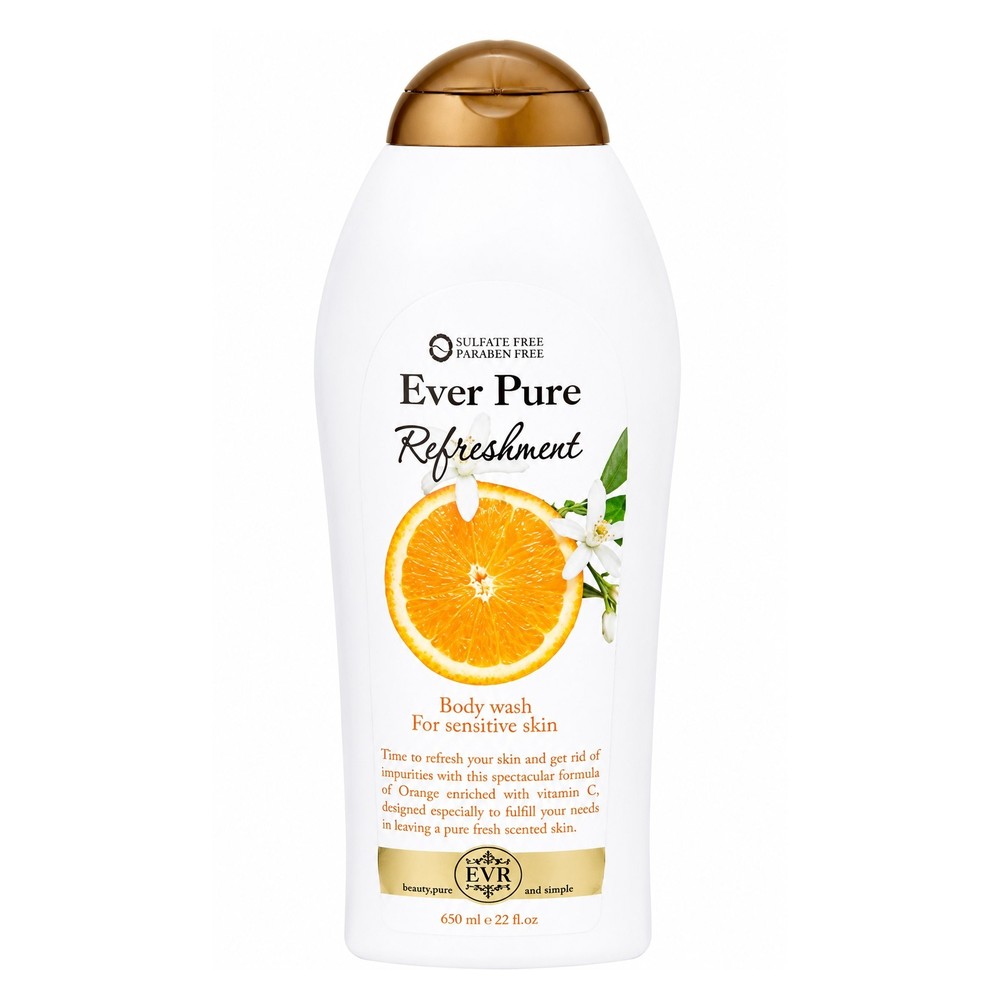 SULFATE FREE
PARABEN FREE
Ever Pure
Refreshment
Body wash
For sensitive skin
Time to refresh your skin and get rid of
impurities with this spectacular formula
of Orange enriched with vitamin C,
designed especially to fulfill your needs
in leaving a pure fresh scented skin.
EVR
beauty,pure and simple
650 ml e 22 fl.oz